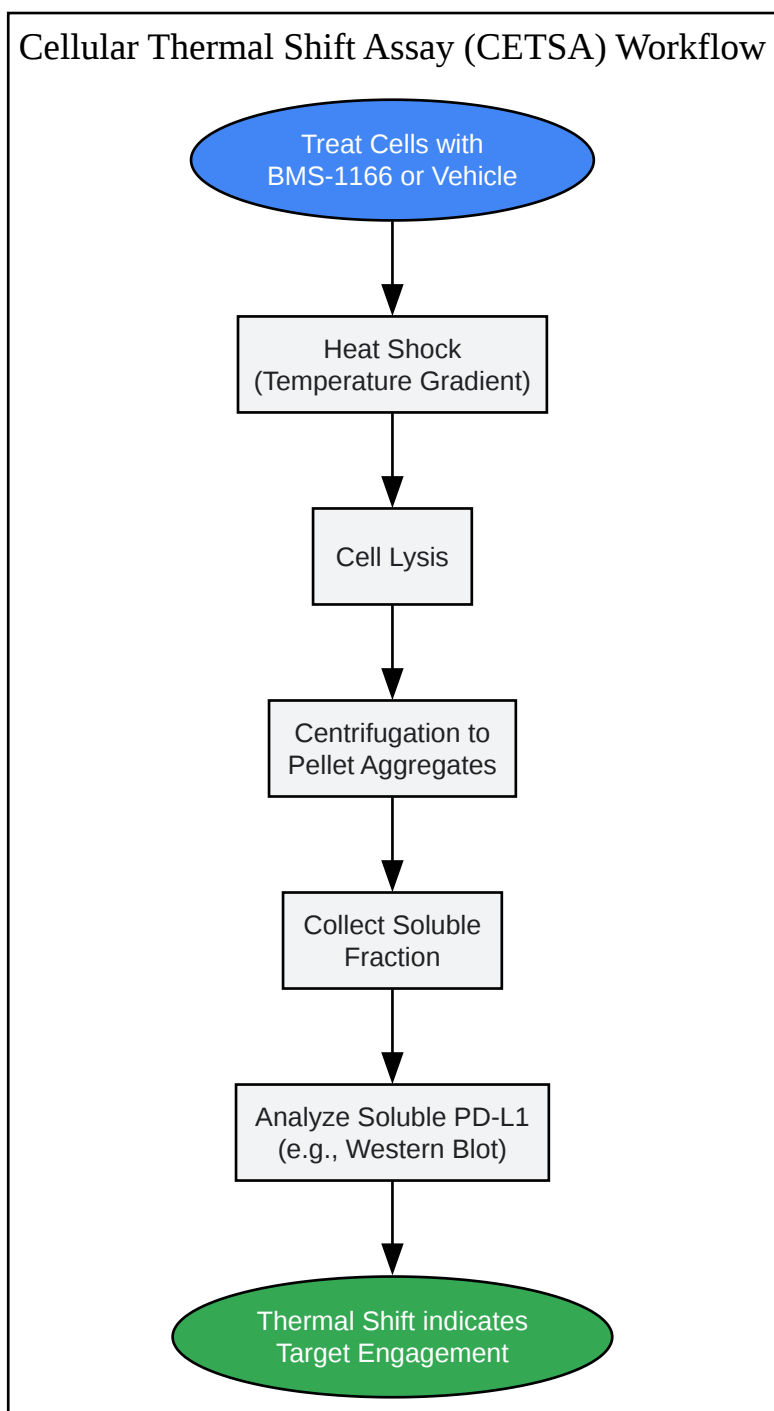 Cellular Thermal Shift Assay (CETSA) Workflow
Treat Cells with
BMS-1166 or Vehicle
Heat Shock
(Temperature Gradient)
Cell Lysis
Centrifugation to
Pellet Aggregates
Collect Soluble
Fraction
Analyze Soluble PD-L1
(e.g., Western Blot)
Thermal Shift indicates
Target Engagement